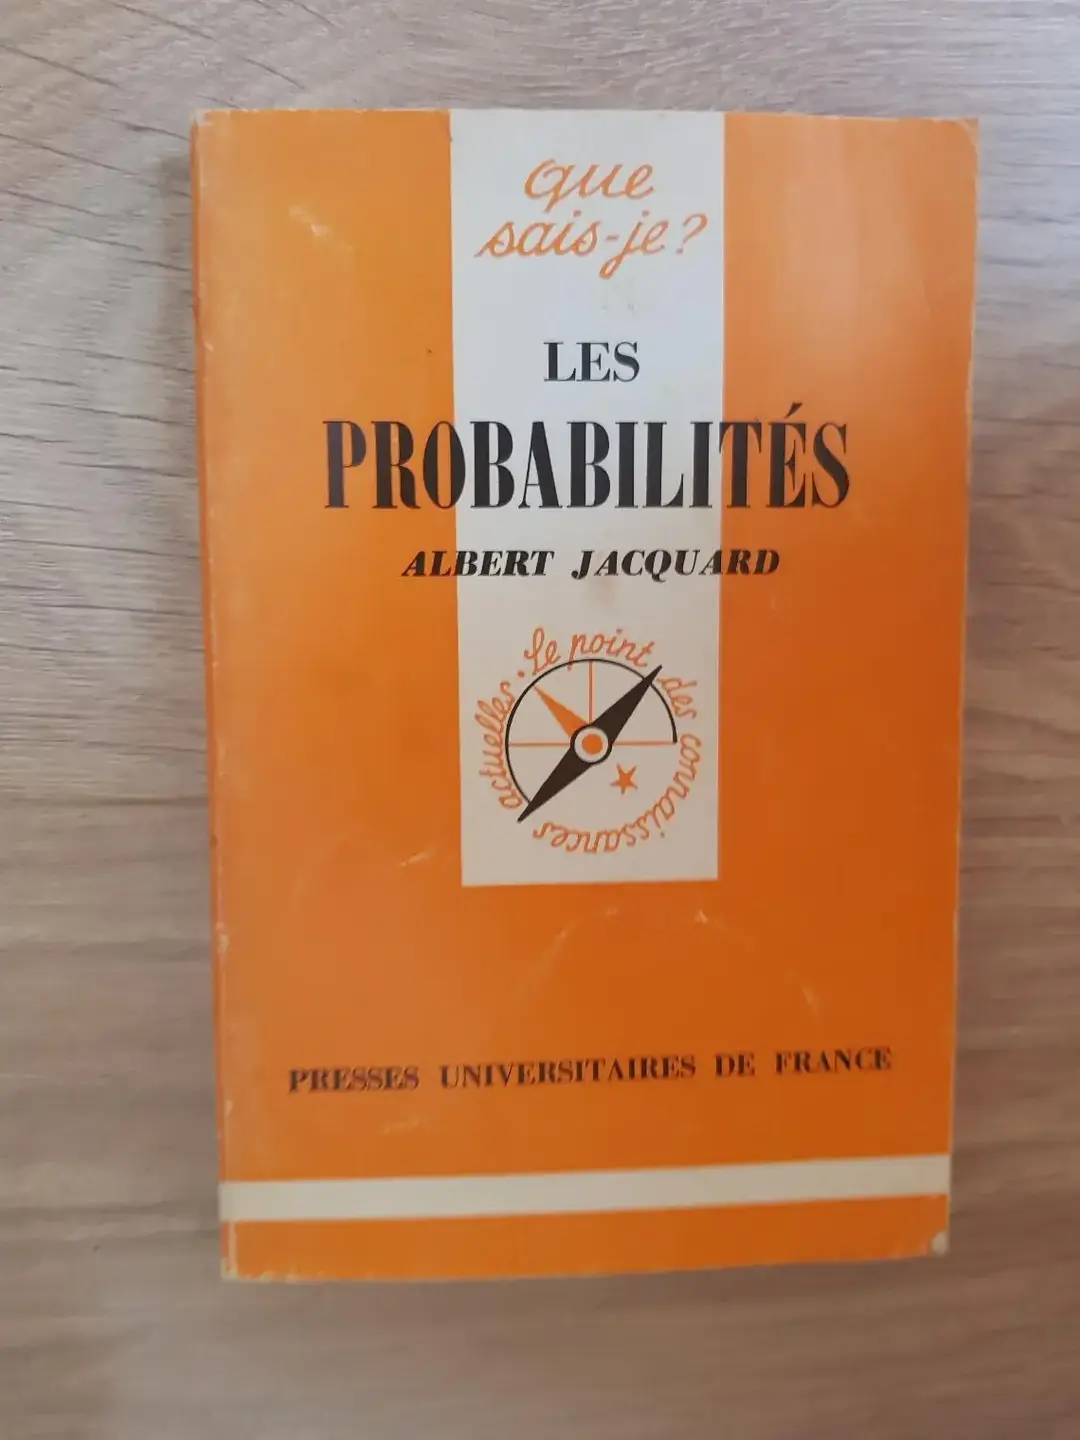 que
sais-je?
LES
PROBABILITÉS
ALBERT JACQUARD
Le point des connaissances actuelles.
PRESSES UNIVERSITAIRES DE FRANCE